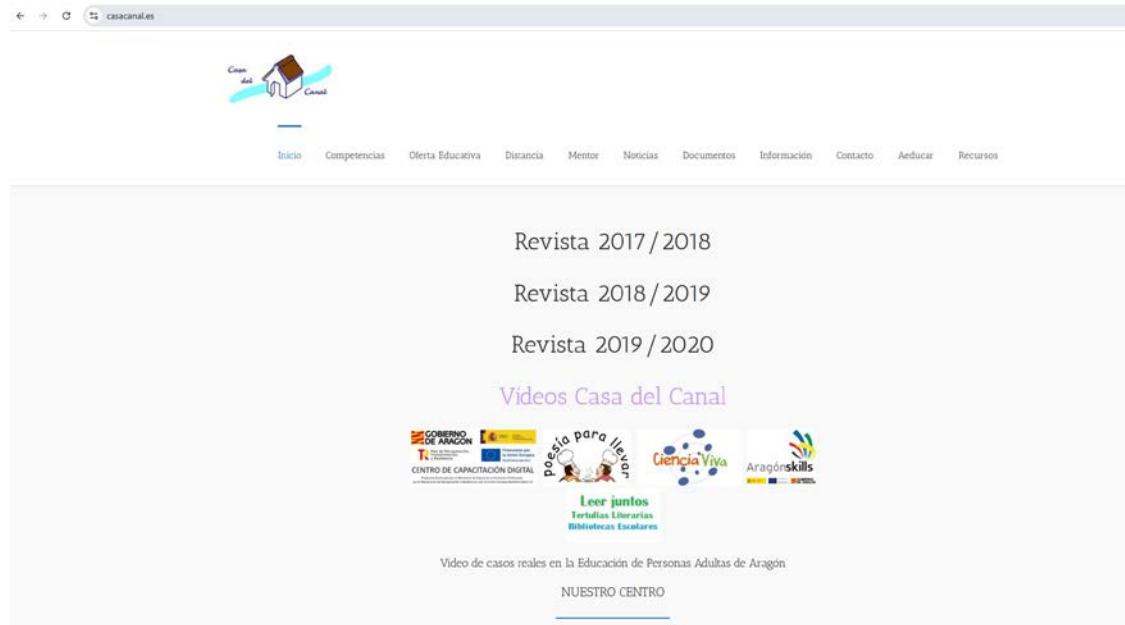 casacanal.es
Casa
del
Canal
Inicio Competencias Oferta Educativa Distancia Mentor Noticias Documentos Información Contacto Aeducar Recursos
Revista 2017/2018
Revista 2018/2019
Revista 2019/2020
Vídeos Casa del Canal
GOBIERNO
DE ARAGON
CENTRO DE CAPACITACIÓN DIGITAL
poesía para llevar
Ciencia Viva
Aragónskills
Leer juntos
Tertulias Literarias
Bibliotecas Escolares
Video de casos reales en la Educación de Personas Adultas de Aragón
NUESTRO CENTRO